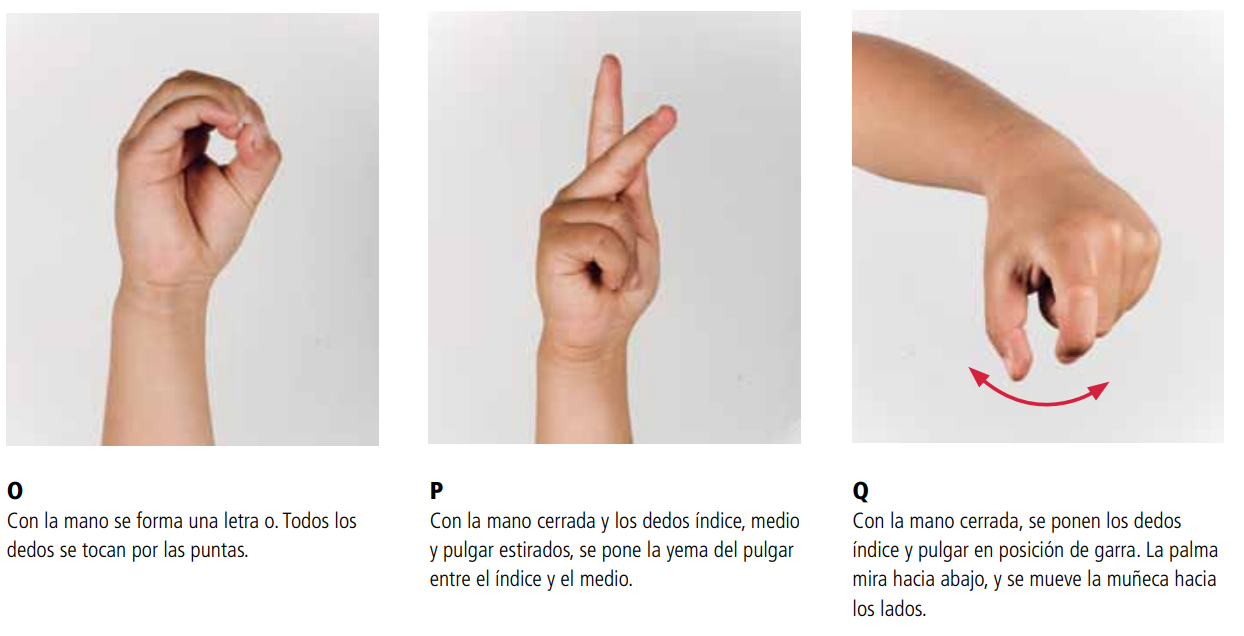 O
Con la mano se forma una letra o. Todos los
dedos se tocan por las puntas.
P
Con la mano cerrada y los dedos índice, medio
y pulgar estirados, se pone la yema del pulgar
entre el índice y el medio.
Q
Con la mano cerrada, se ponen los dedos
índice y pulgar en posición de garra. La palma
mira hacia abajo, y se mueve la muñeca hacia
los lados.